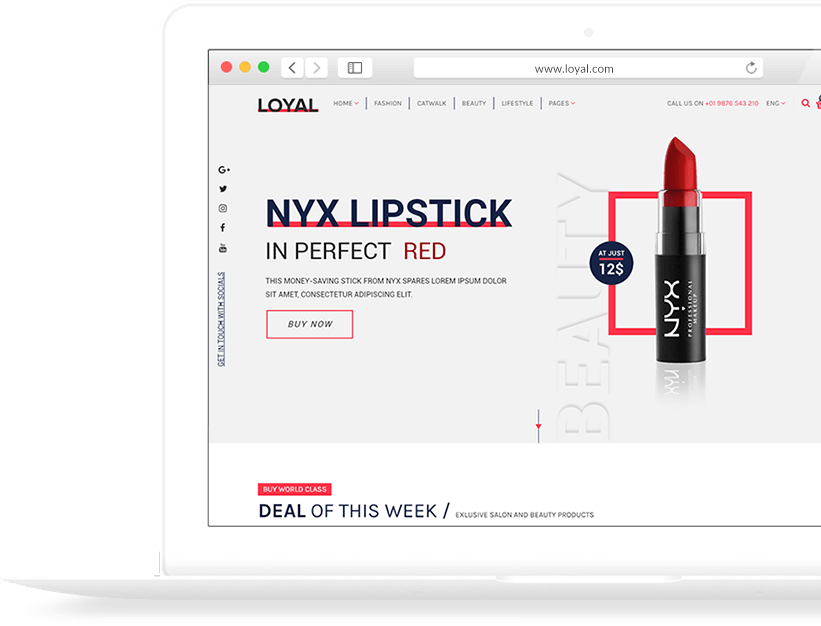 www.loyal.com
LOYAL
HOME
FASHION
CATWALK
BEAUTY
LIFESTYLE
PAGES
CALL US ON +01 9876 543 210
ENG
GET IN TOUCH WITH SOCIALS
NYX LIPSTICK
IN PERFECT RED
THIS MONEY-SAVING STICK FROM NYX SPARES LOREM IPSUM DOLOR
SIT AMET, CONSECTETUR ADIPISCING ELIT.
BUY NOW
BEAUTY
AT JUST
12$
NYX
PROFESSIONAL
MAKEUP
BUY WORLD CLASS
DEAL OF THIS WEEK / EXLUSIVE SALON AND BEAUTY PRODUCTS